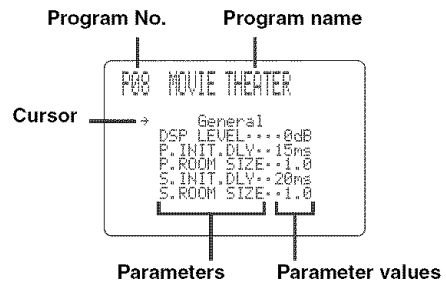 Program No. Program name
P08 MOVIE THEATER
Cursor → General
DSP LEVEL····0dB
P.INIT.DLY··15ms
P.ROOM SIZE··1.0
S.INIT.DLY··20ms
S.ROOM SIZE··1.0
Parameters Parameter values